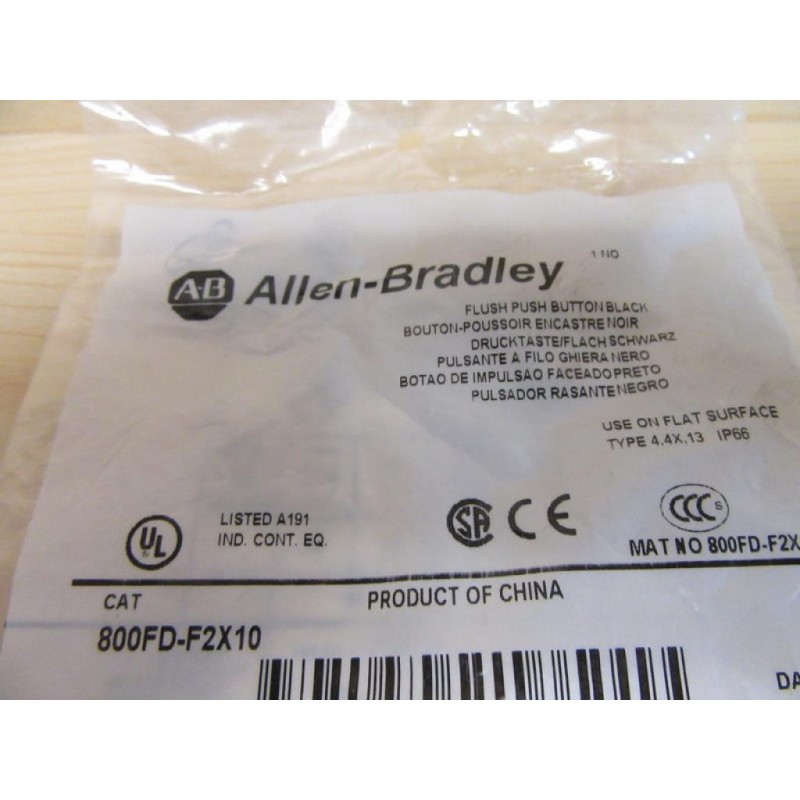 1 NO
A-B Allen-Bradley
FLUSH PUSH BUTTON BLACK
BOUTON-POUSSOIR ENCASTRE NOIR
DRUCKTASTE/FLACH SCHWARZ
PULSANTE A FILO GHIERA NERO
BOTAO DE IMPULSAO FACEADO PRETO
PULSADOR RASANTE NEGRO
USE ON FLAT SURFACE
TYPE 4,4X,13 IP66
UL
LISTED A191
IND. CONT. EQ.
SA CE
CCC S
MAT NO 800FD-F2X
CAT
PRODUCT OF CHINA
800FD-F2X10
DA